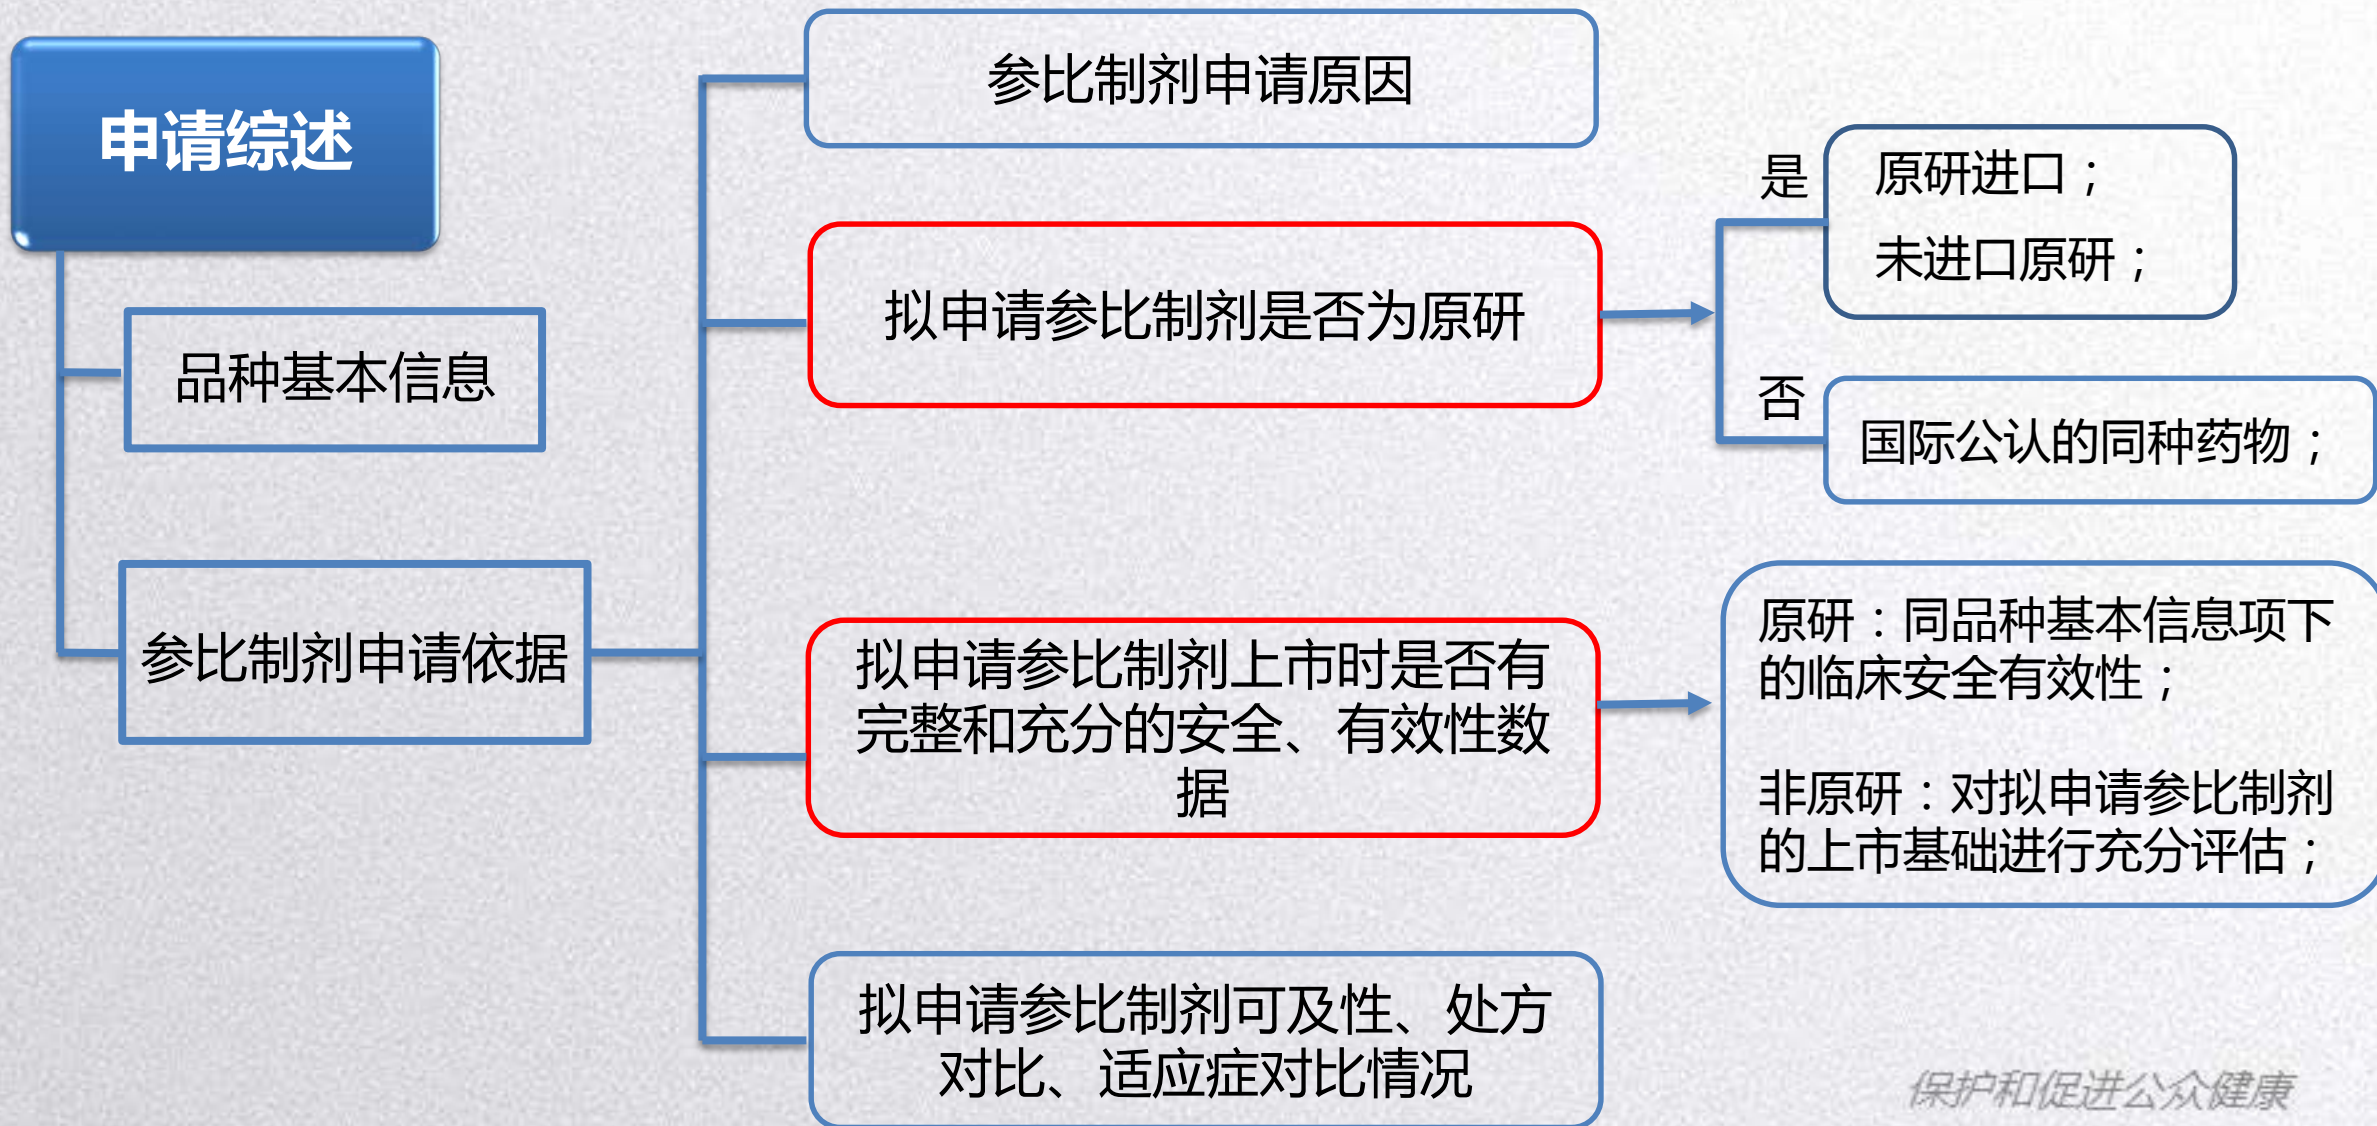 申请综述
品种基本信息
参比制剂申请依据
参比制剂申请原因
拟申请参比制剂是否为原研
是
原研进口；
未进口原研；
否
国际公认的同种药物；
拟申请参比制剂上市时是否有
完整和充分的安全、有效性数
据
原研：同品种基本信息项下
的临床安全有效性；
非原研：对拟申请参比制剂
的上市基础进行充分评估；
拟申请参比制剂可及性、处方
对比、适应症对比情况
保护和促进公众健康